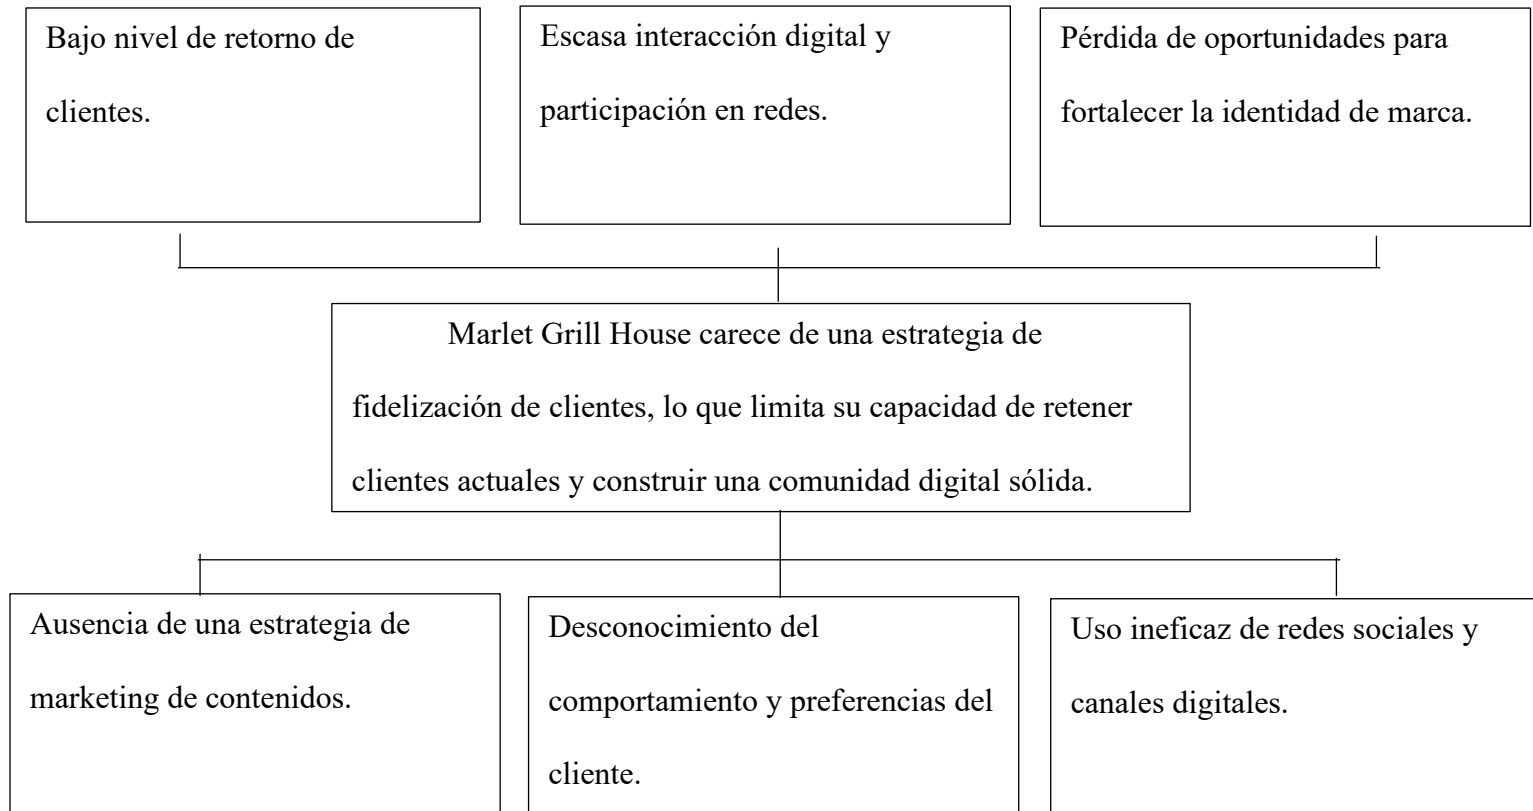 Bajo nivel de retorno de
clientes.
Escasa interacción digital y
participación en redes.
Pérdida de oportunidades para
fortalecer la identidad de marca.
Marlet Grill House carece de una estrategia de
fidelización de clientes, lo que limita su capacidad de retener
clientes actuales y construir una comunidad digital sólida.
Ausencia de una estrategia de
marketing de contenidos.
Desconocimiento del
comportamiento y preferencias del
cliente.
Uso ineficaz de redes sociales y
canales digitales.